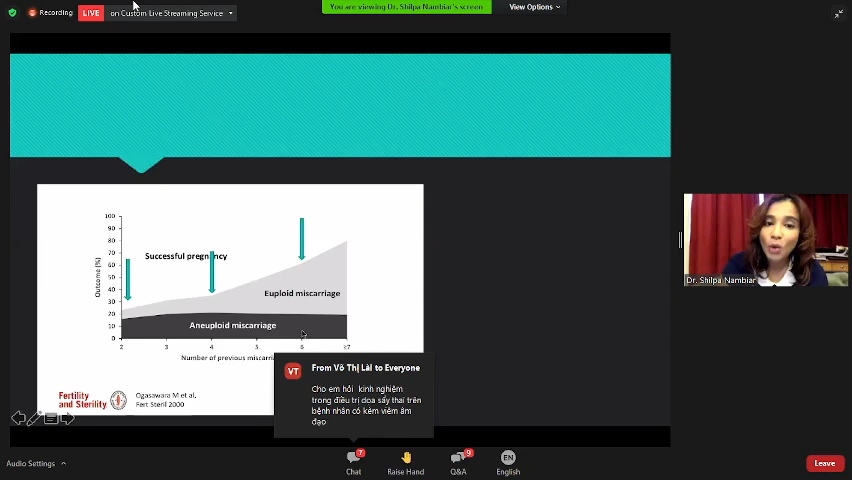 Recording
LIVE
on Custom Live Streaming Service
You are viewing Dr. Shilpa Nambiar's screen
View Options
100
90
80
70
60
50
40
30
20
10
0
Outcome (%)
Successful pregnancy
Euploid miscarriage
Aneuploid miscarriage
2 3 4 5 6 ≥7
Number of previous
Fertility
and Sterility
Ogasawara M et al,
Fert Steril 2000
Dr. Shilpa Nambiar
VT
From Võ Thị Lài to Everyone
Cho em hỏi kinh nghiệm
trong điều trị doạ sẩy thai trên
bệnh nhân có kèm viêm âm
đạo
Audio Settings
7
Chat
Raise Hand
9
Q&A
EN
English
Leave